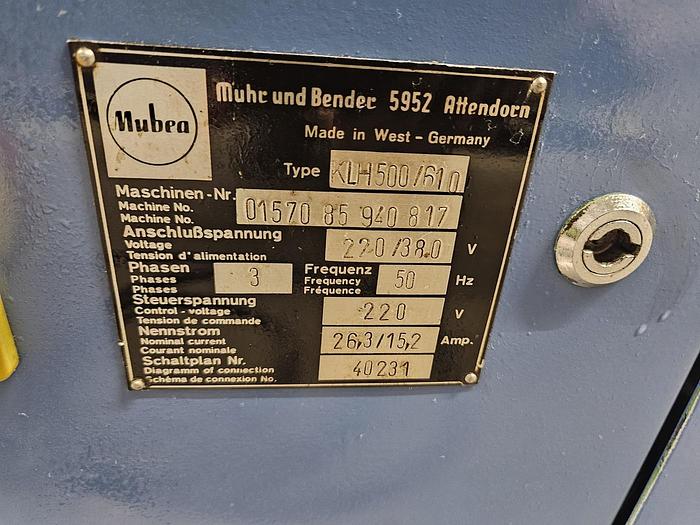 Mubea
Muhr und Bender 5952 Attendorn
Made in West - Germany
Type KLH500/610
Maschinen - Nr. 01570 85 940 817
Machine No.
Machine No.
Anschlußspannung 220/380 V
Voltage
Tension d'alimentation
Phasen 3 Frequenz 50 Hz
Phases Frequency
Phases Fréquence
Steuerspannung 220 V
Control - voltage
Tension de commande
Nennstrom 26,3/15,2 Amp.
Nominal current
Courant nominale
Schaltplan Nr. 40231
Diagramm of connection
Schéma de connexion No.